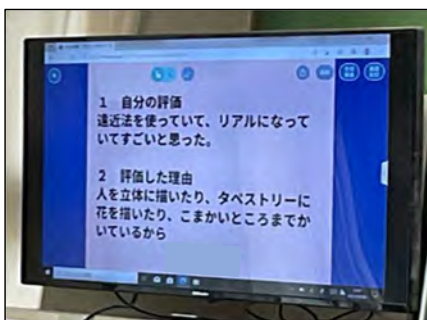 1 自分の評価
遠近法を使っていて、リアルになって
いてすごいと思った。
2 評価した理由
人を立体に描いたり、タペストリーに
花を描いたり、こまかいところまでか
いているから